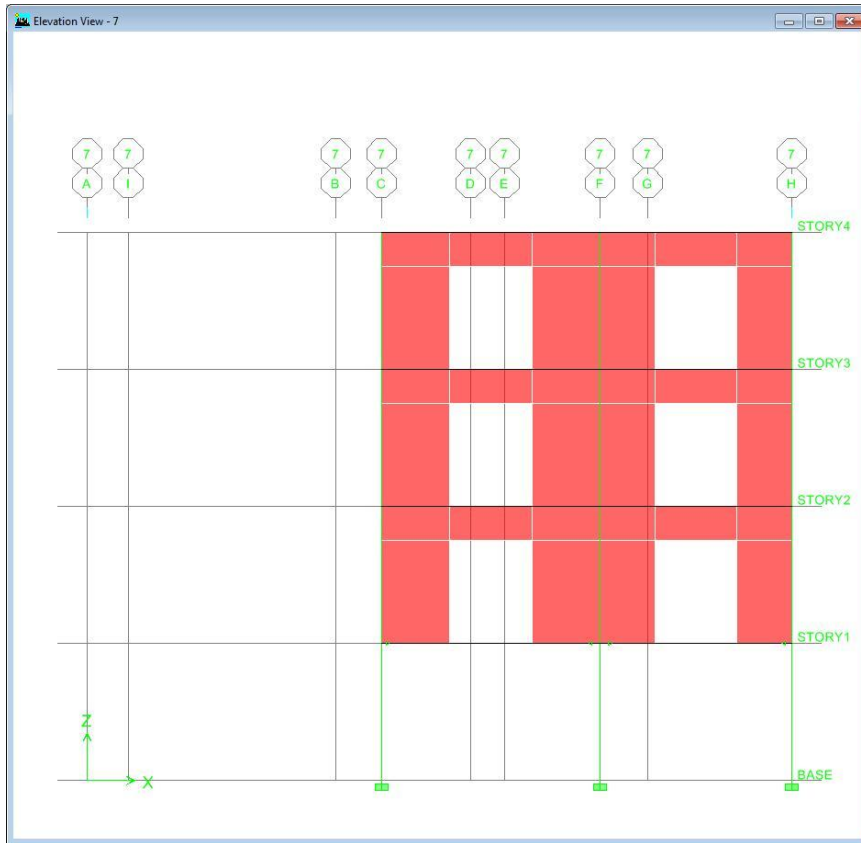 Elevation View - 7
7 7 7 7 7 7 7 7 7
A I B C D E F G H
STORY4
STORY3
STORY2
STORY1
Z
X
BASE